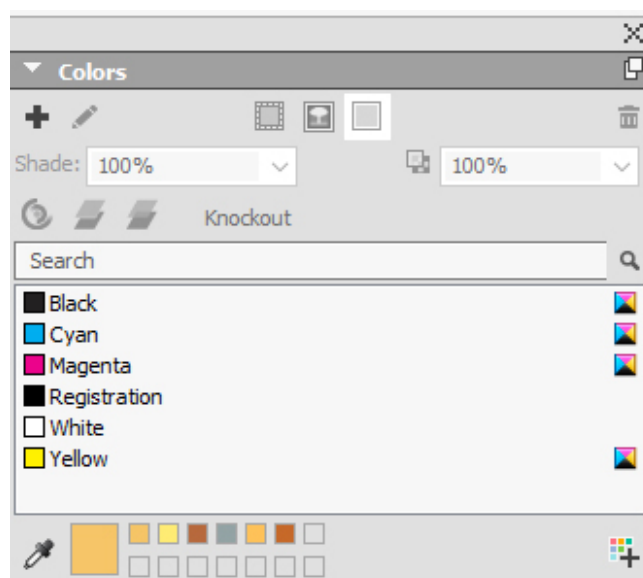 Colors
Shade: 100% 100%
Knockout
Search
Black
Cyan
Magenta
Registration
White
Yellow